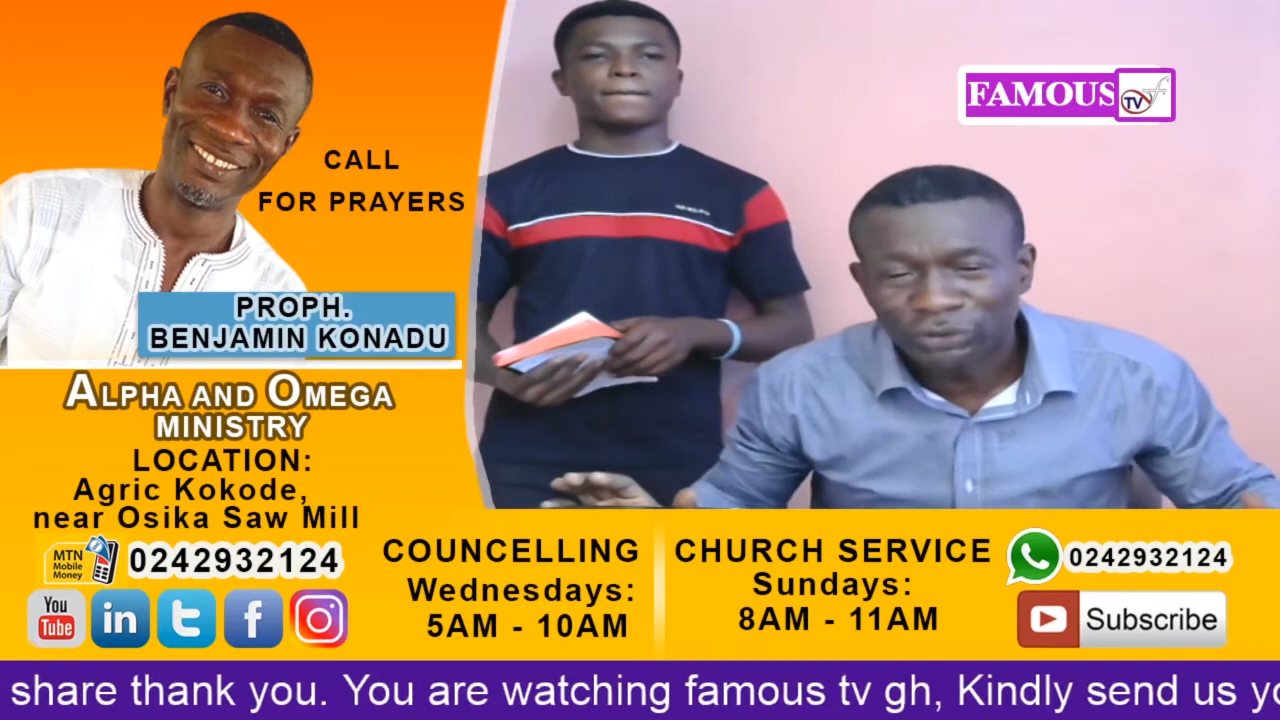 FAMOUS
TV
CALL
FOR PRAYERS
PROPH.
BENJAMIN KONADU
ALPHA AND OMEGA
MINISTRY
LOCATION:
Agric Kokode,
near Osika Saw Mill
MTN
Mobile
Money
0242932124
You
Tube
in
t
f
COUNCELLING
Wednesdays:
5AM - 10AM
CHURCH SERVICE
Sundays:
8AM - 11AM
0242932124
Subscribe
share thank you. You are watching famous tv gh, Kindly send us yo